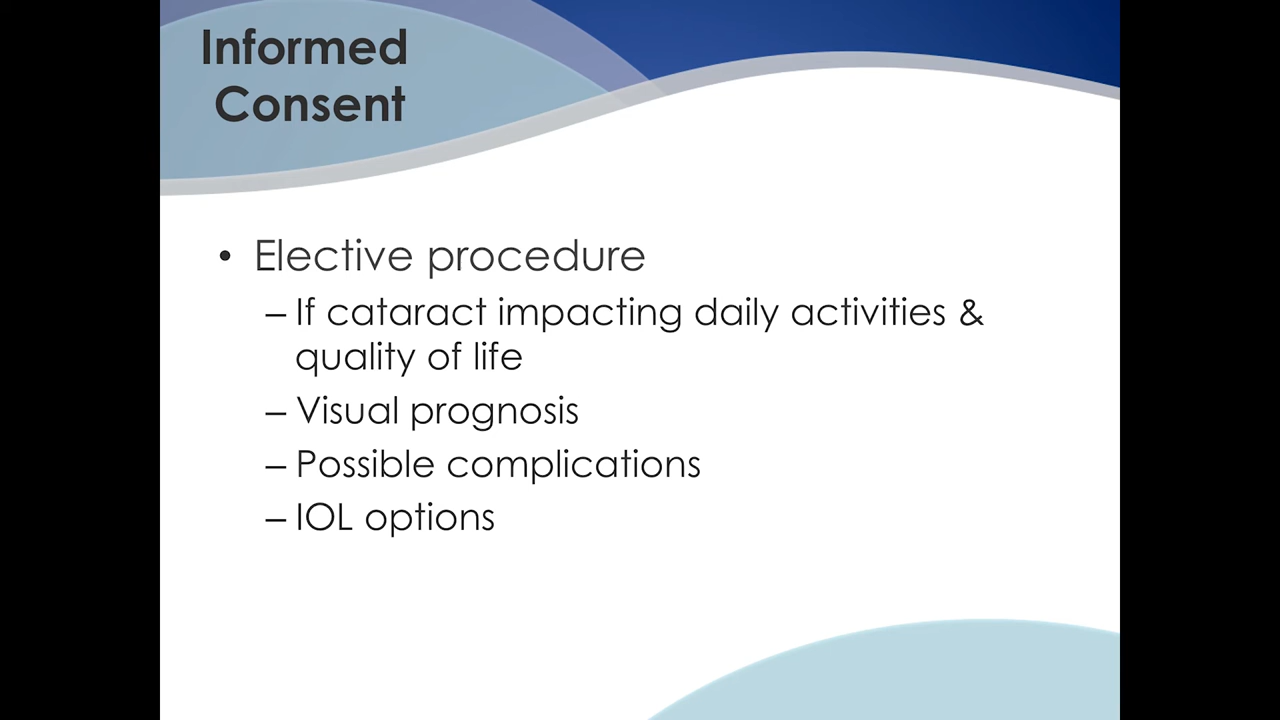 Informed
Consent
• Elective procedure
– If cataract impacting daily activities &
quality of life
– Visual prognosis
– Possible complications
– IOL options